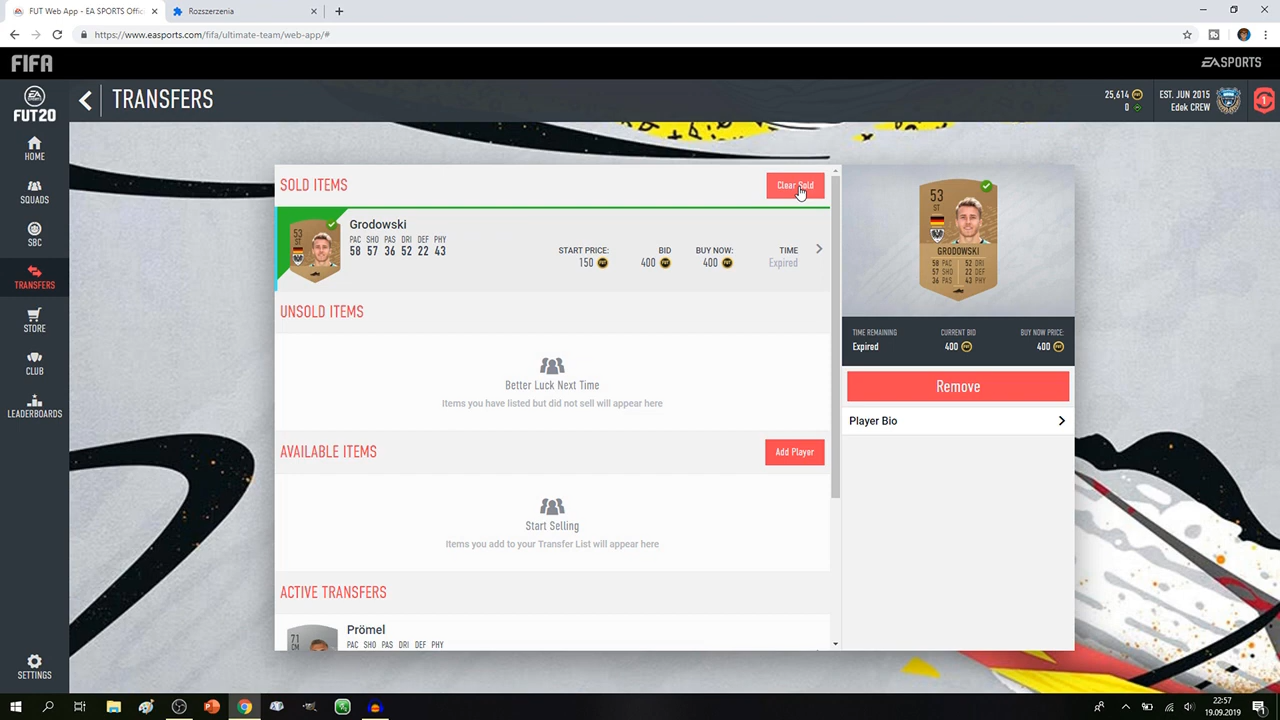 FUT Web App - EA SPORTS Offici
Rozszerzenia
https://www.easports.com/fifa/ultimate-team/web-app/#
FIFA
EA SPORTS
FUT20
TRANSFERS
25,614
0
EST. JUN 2015
Edek CREW
1
HOME
SQUADS
SBC
TRANSFERS
STORE
CLUB
LEADERBOARDS
SETTINGS
SOLD ITEMS
Clear Sold
53
ST
Grodowski
PAC SHO PAS DRI DEF PHY
58 57 36 52 22 43
START PRICE:
150
BID
400
BUY NOW:
400
TIME
Expired
UNSOLD ITEMS
Better Luck Next Time
Items you have listed but did not sell will appear here
AVAILABLE ITEMS
Add Player
Start Selling
Items you add to your Transfer List will appear here
ACTIVE TRANSFERS
71
CM
Prömel
PAC SHO PAS DRI DEF PHY
53
ST
GRODOWSKI
58 PAC 52 DRI
57 SHO 22 DEF
36 PAS 43 PHY
TIME REMAINING
Expired
CURRENT BID
400
BUY NOW PRICE:
400
Remove
Player Bio
22:57
19.09.2019
1